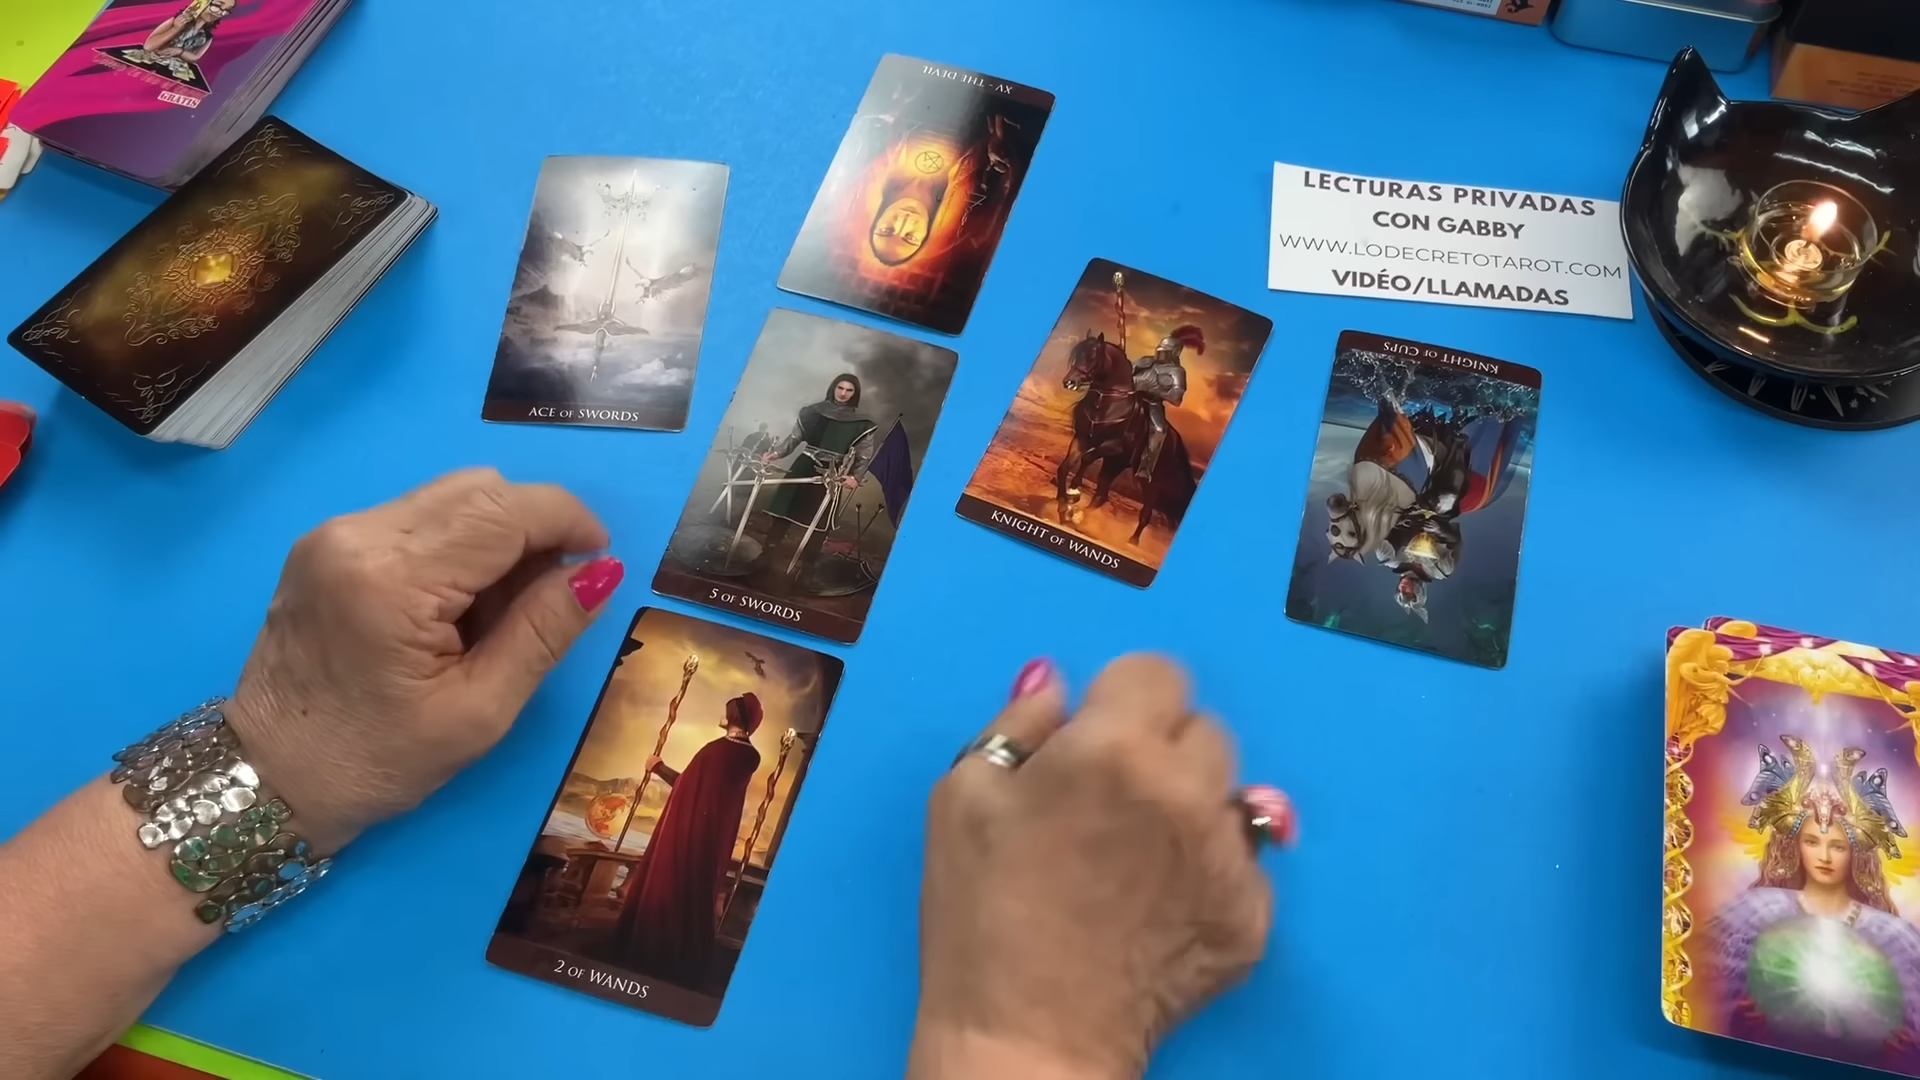 GRATIS
XV - THE DEVIL
ACE OF SWORDS
LECTURAS PRIVADAS
CON GABBY
WWW.LODECRETOTAROT.COM
VIDÉO/LLAMADAS
KNIGHT OF CUPS
KNIGHT OF WANDS
5 OF SWORDS
2 OF WANDS